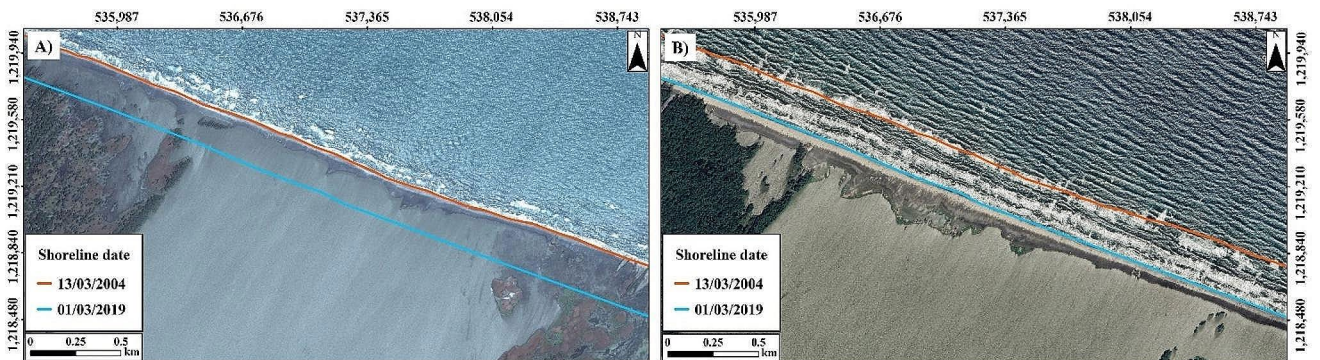 535,987 536,676 537,365 538,054 538,743
A)
N
1,219,940
1,219,580
1,219,210
1,218,840
1,218,480
Shoreline date
13/03/2004
01/03/2019
0 0.25 0.5
km
535,987 536,676 537,365 538,054 538,743
B)
N
1,219,940
1,219,580
1,219,210
1,218,840
1,218,480
Shoreline date
13/03/2004
01/03/2019
0 0.25 0.5
km